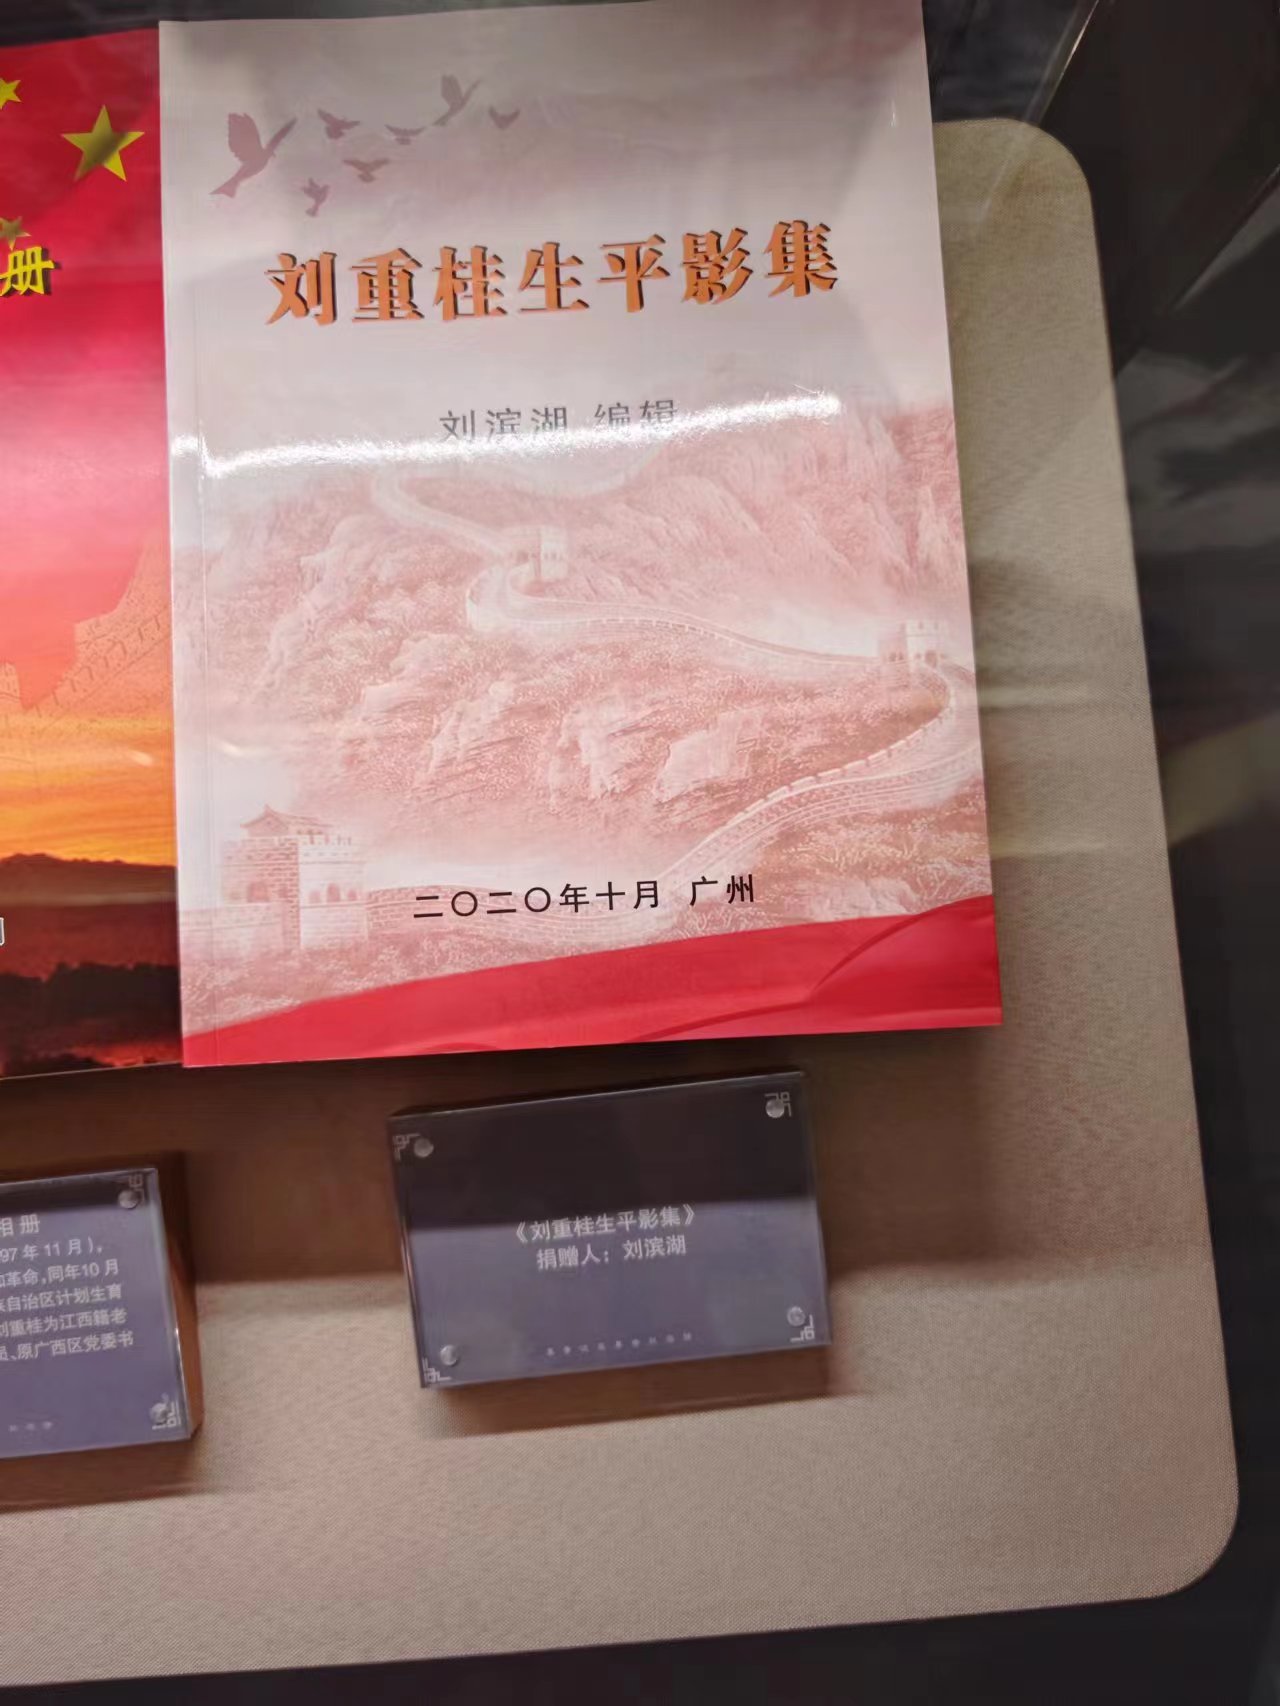 册
刘重桂生平影集
刘滨湖 编辑
二〇二〇年十月 广州
相册
97年11月)。
革命,同年10月
自治区计划生育
刘重桂为江西籍老
员、原广西区党委书
《刘重桂生平影集》
捐赠人：刘滨湖